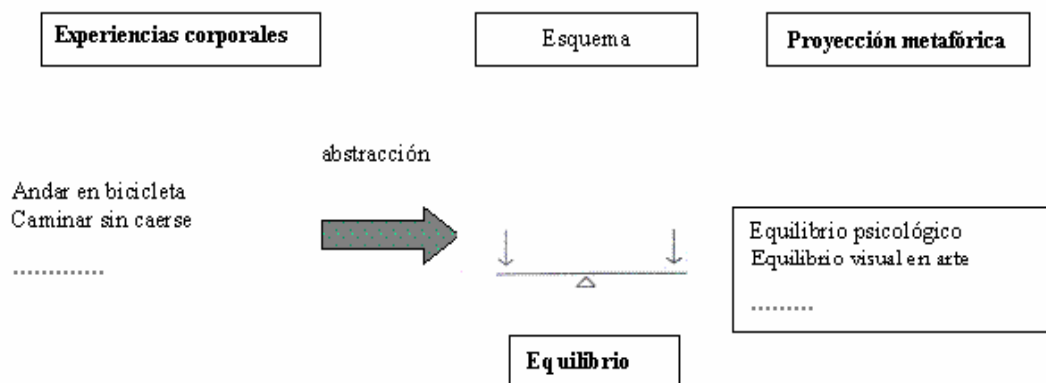 Experiencias corporales
Esquema
Proyección metafórica
abstracción
Andar en bicicleta
Caminar sin caerse
.............
Equilibrio psicológico
Equilibrio visual en arte
.........
Equilibrio